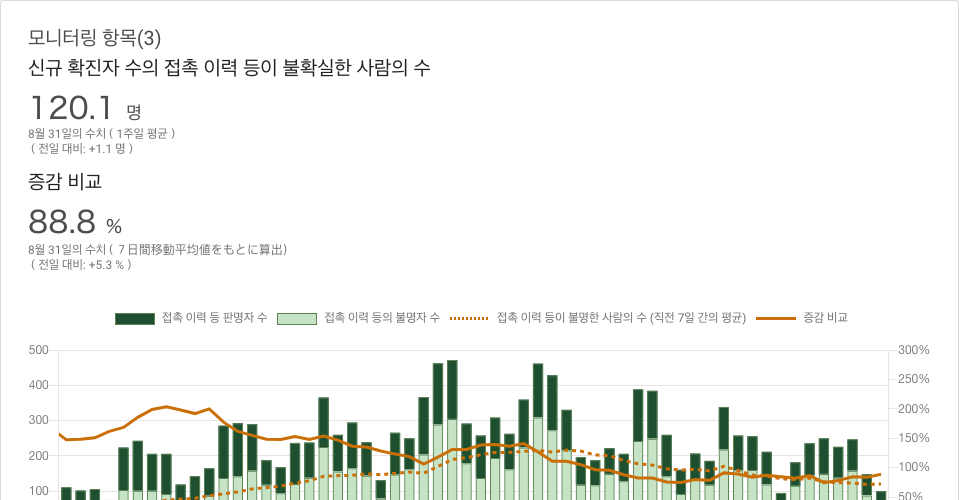 모니터링 항목(3)
신규 확진자 수의 접촉 이력 등이 불확실한 사람의 수
120.1 명
8월 31일의 수치 ( 1주일 평균 )
( 전일 대비: +1.1 명 )
증감 비교
88.8 %
8월 31일의 수치 ( ７日間移動平均値をもとに算出)
( 전일 대비: +5.3 % )
접촉 이력 등 판명자 수 접촉 이력 등의 불명자 수 접촉 이력 등이 불명한 사람의 수 (직전 7일 간의 평균) 증감 비교
500 300%
250%
400
300 200%
150%
200
100%
100 50%